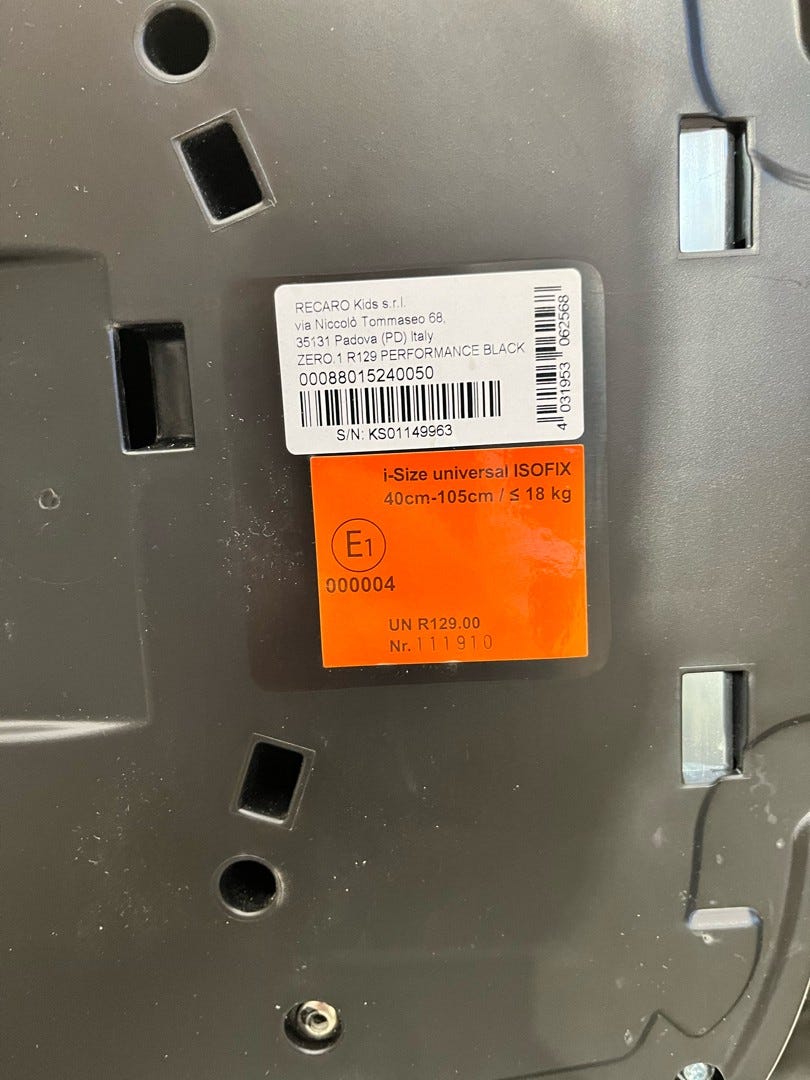 RECARO Kids s.r.l.
via Niccolò Tommaseo 68,
35131 Padova (PD) Italy
ZERO.1 R129 PERFORMANCE BLACK
00088015240050
S/N: KS01149963
4 031953 062568
i-Size universal ISOFIX
40cm-105cm / ≤ 18 kg
E1
000004
UN R129.00
Nr. 111910